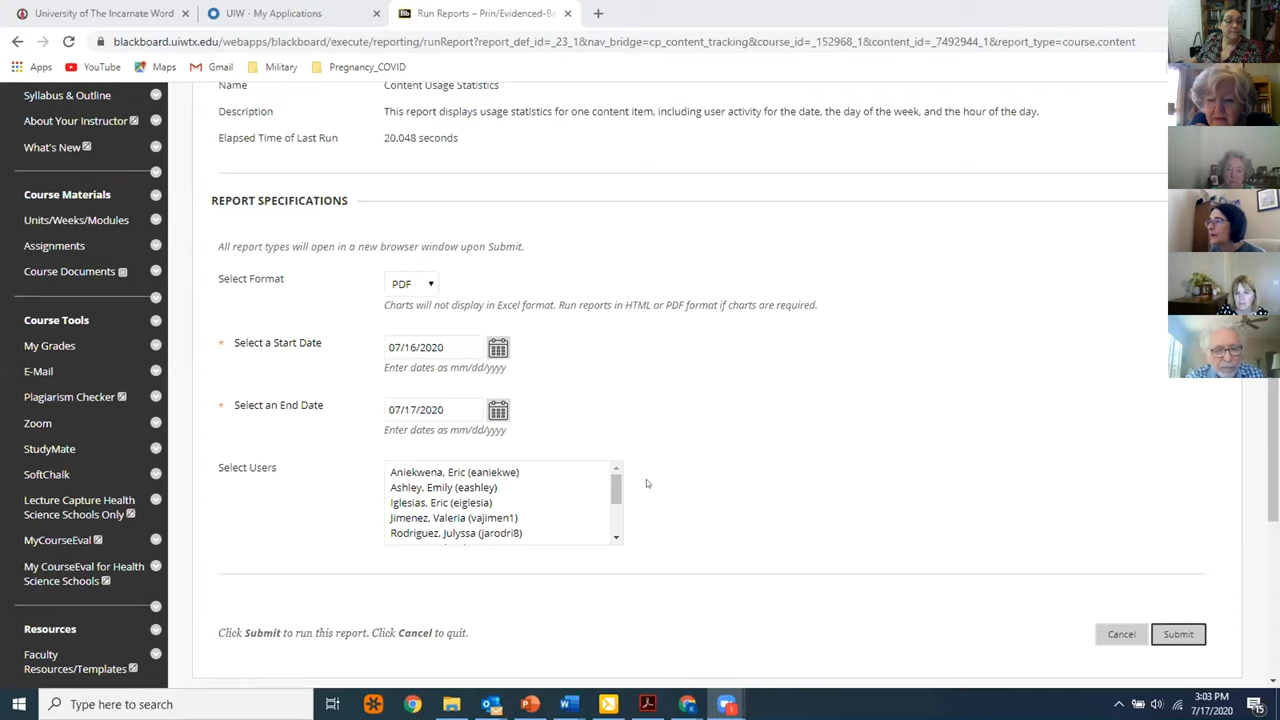 University of The Incarnate Word
UIW - My Applications
Bb Run Reports – Prin/Evidenced-Be
blackboard.uiwtx.edu/webapps/blackboard/execute/reporting/runReport?report_def_id=_23_1&nav_bridge=cp_content_tracking&course_id=_152968_1&content_id=_7492944_1&report_type=course.content
Apps YouTube Maps Gmail Military Pregnancy_COVID
Syllabus & Outline
About Your Instructor
What's New
Course Materials
Units/Weeks/Modules
Assignments
Course Documents
Course Tools
My Grades
E-Mail
Plagiarism Checker
Zoom
StudyMate
SoftChalk
Lecture Capture Health
Science Schools Only
MyCourseEval
My CourseEval for Health
Science Schools
Resources
Faculty
Resources/Templates
Name Content Usage Statistics
Description This report displays usage statistics for one content item, including user activity for the date, the day of the week, and the hour of the day.
Elapsed Time of Last Run 20.048 seconds
REPORT SPECIFICATIONS
All report types will open in a new browser window upon Submit.
Select Format PDF
Charts will not display in Excel format. Run reports in HTML or PDF format if charts are required.
* Select a Start Date 07/16/2020
Enter dates as mm/dd/yyyy
* Select an End Date 07/17/2020
Enter dates as mm/dd/yyyy
Select Users
Aniekwena, Eric (eaniekwe)
Ashley, Emily (eashley)
Iglesias, Eric (eiglesia)
Jimenez, Valeria (vajimen1)
Rodriguez, Julyssa (jarodri8)
Click Submit to run this report. Click Cancel to quit.
Cancel Submit
Type here to search
3:03 PM
7/17/2020
15